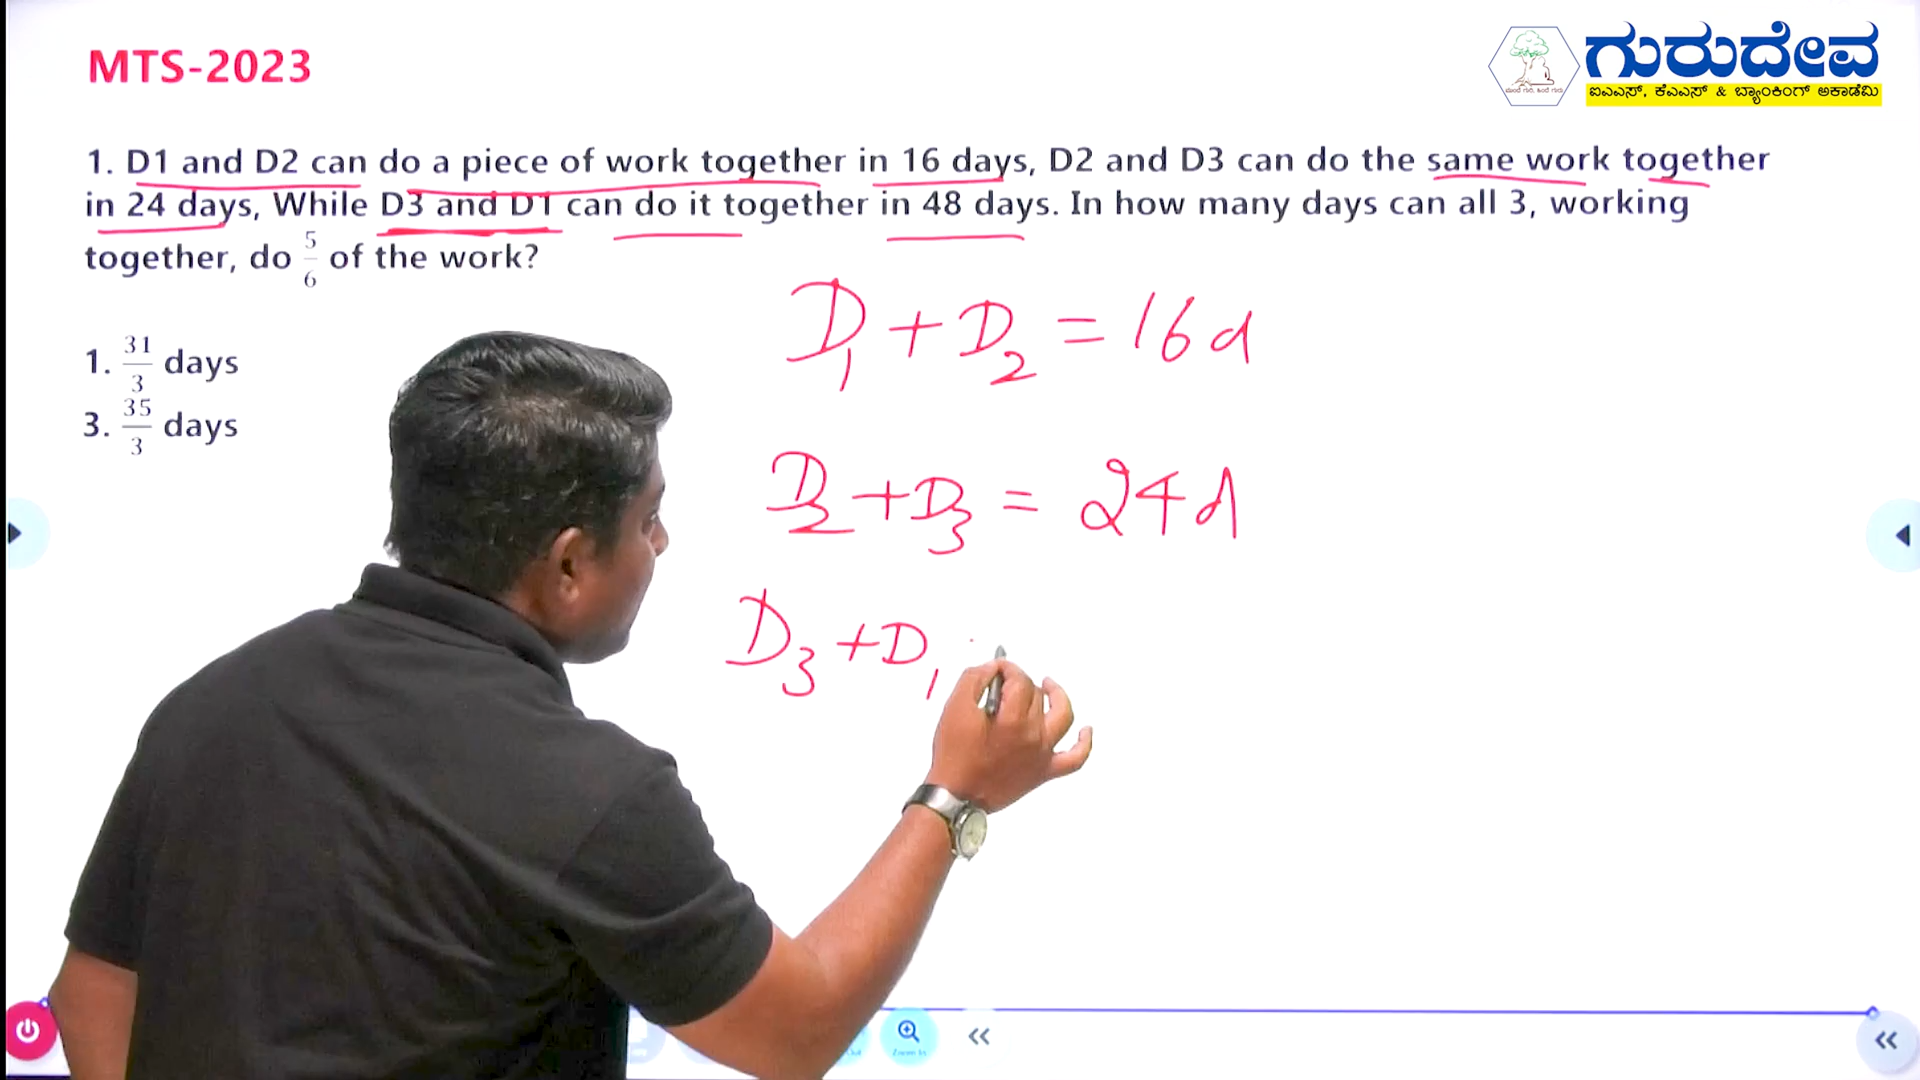 MTS-2023
ಗುರುದೇವ
ಐಎಎಸ್, ಕೆಎಎಸ್ & ಬ್ಯಾಂಕಿಂಗ್ ಅಕಾಡೆಮಿ
1. D1 and D2 can do a piece of work together in 16 days, D2 and D3 can do the same work together
in 24 days, While D3 and D1 can do it together in 48 days. In how many days can all 3, working
together, do 5/6 of the work?
1. 31/3 days
3. 35/3 days
D1 + D2 = 16d
D2 + D3 = 24d
D3 + D1
Zoom In